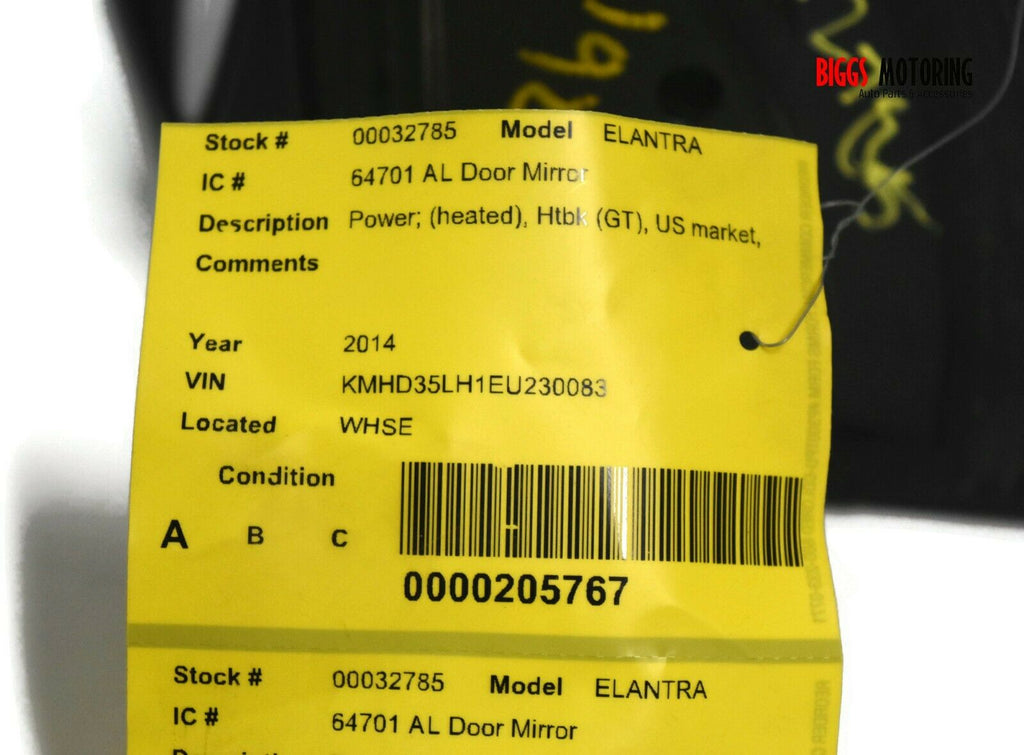 198
BIGGS MOTORING
Auto Parts & Accessories
Stock # 00032785 Model ELANTRA
IC # 64701 AL Door Mirror
Description Power; (heated), Htbk (GT), US market,
Comments
Year 2014
VIN KMHD35LH1EU230083
Located WHSE
Condition
A B C
0000205767
Stock # 00032785 Model ELANTRA
IC # 64701 AL Door Mirror